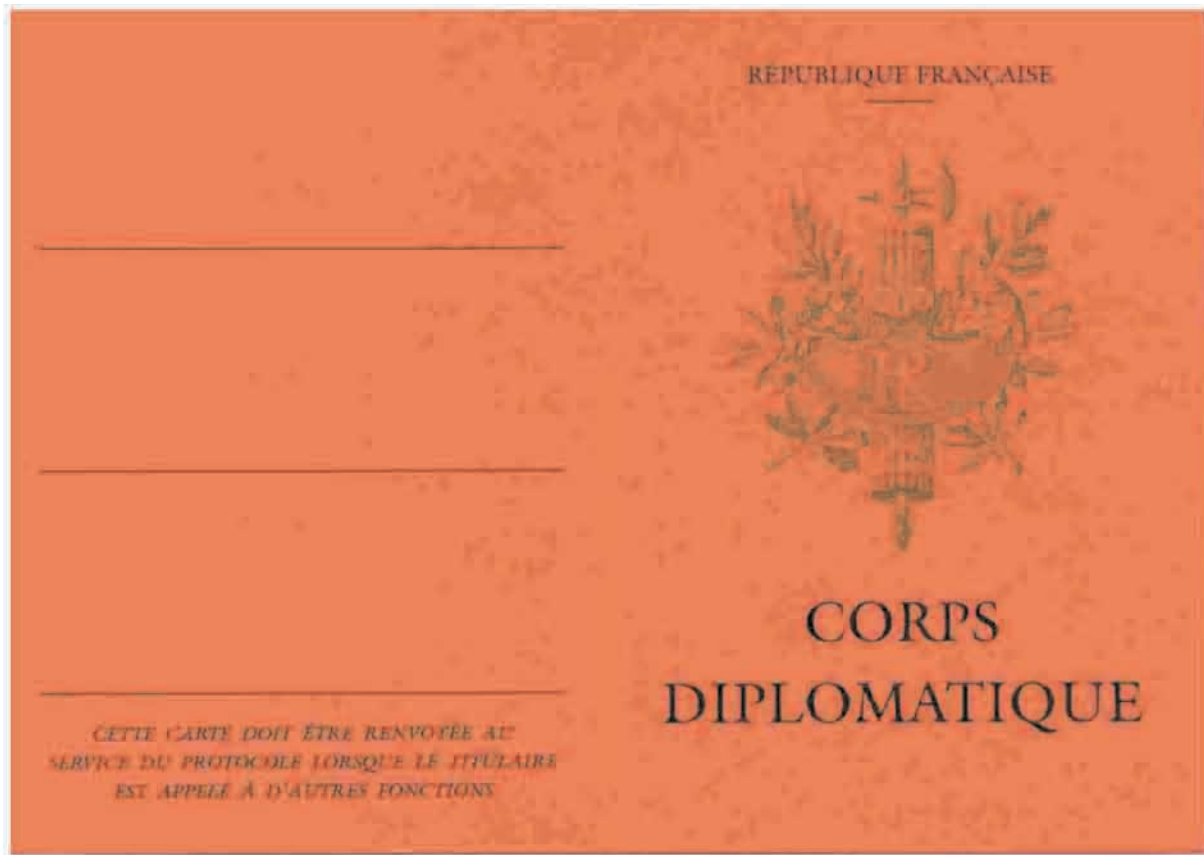 CETTE CARTE DOIT ÊTRE RENVOYÉE AU
SERVICE DU PROTOCOLE LORSQUE LE TITULAIRE
EST APPELÉ À D'AUTRES FONCTIONS
RÉPUBLIQUE FRANÇAISE
CORPS
DIPLOMATIQUE